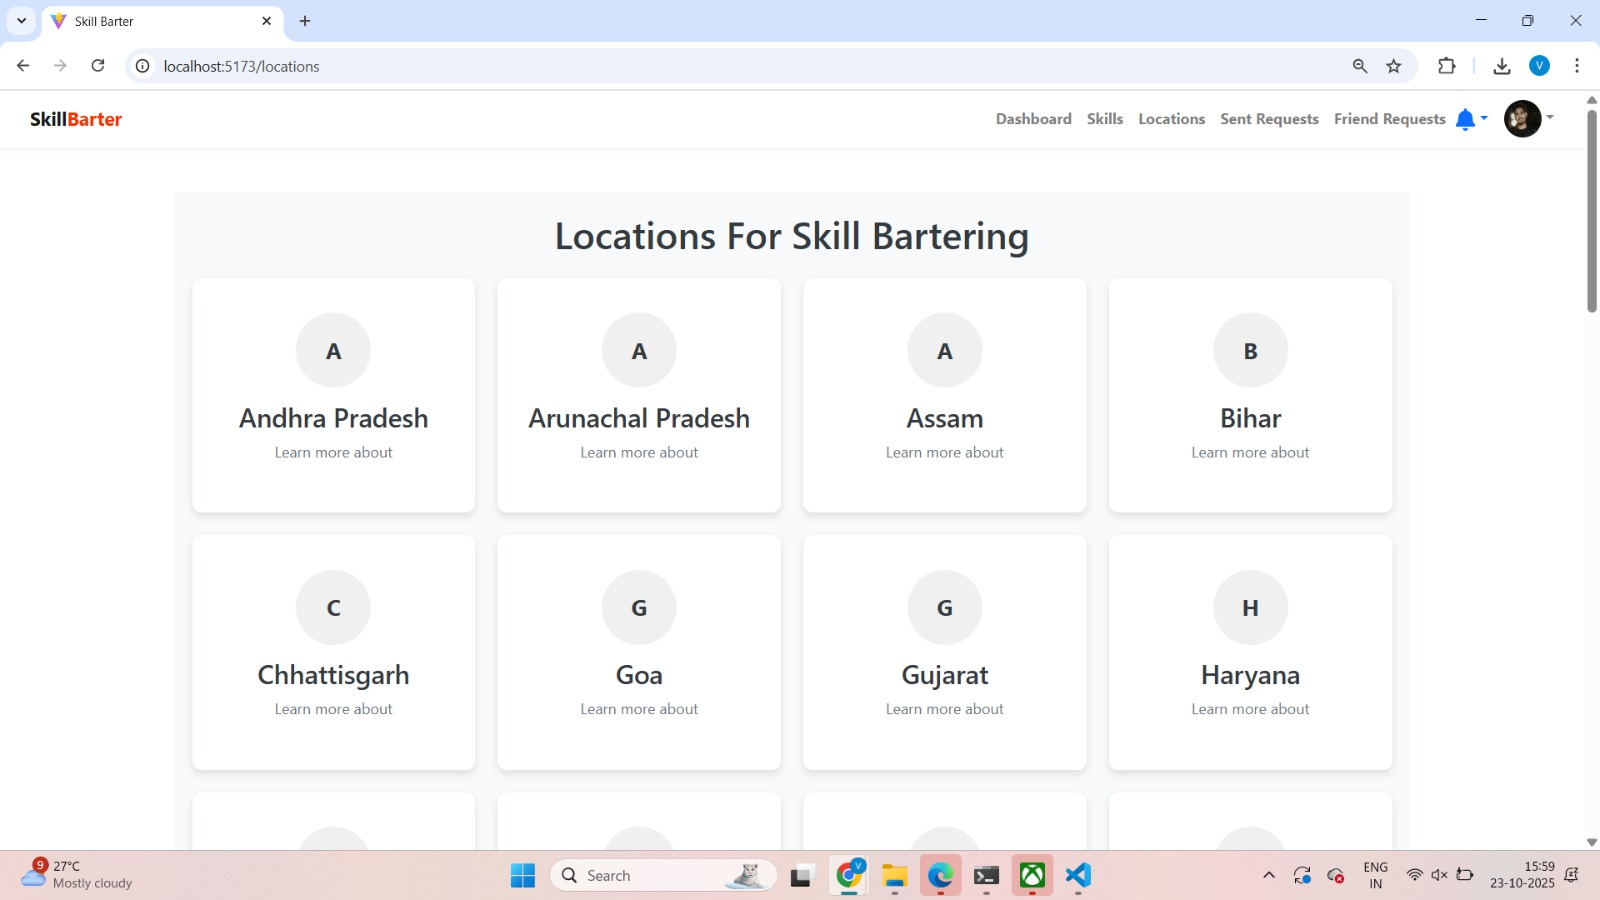 Skill Barter
localhost:5173/locations
V
SkillBarter
Dashboard Skills Locations Sent Requests Friend Requests
Locations For Skill Bartering
A A A B
Andhra Pradesh Arunachal Pradesh Assam Bihar
Learn more about Learn more about Learn more about Learn more about
C G G H
Chhattisgarh Goa Gujarat Haryana
Learn more about Learn more about Learn more about Learn more about
9 27°C
Mostly cloudy
Search
V
ENG
IN
15:59
23-10-2025